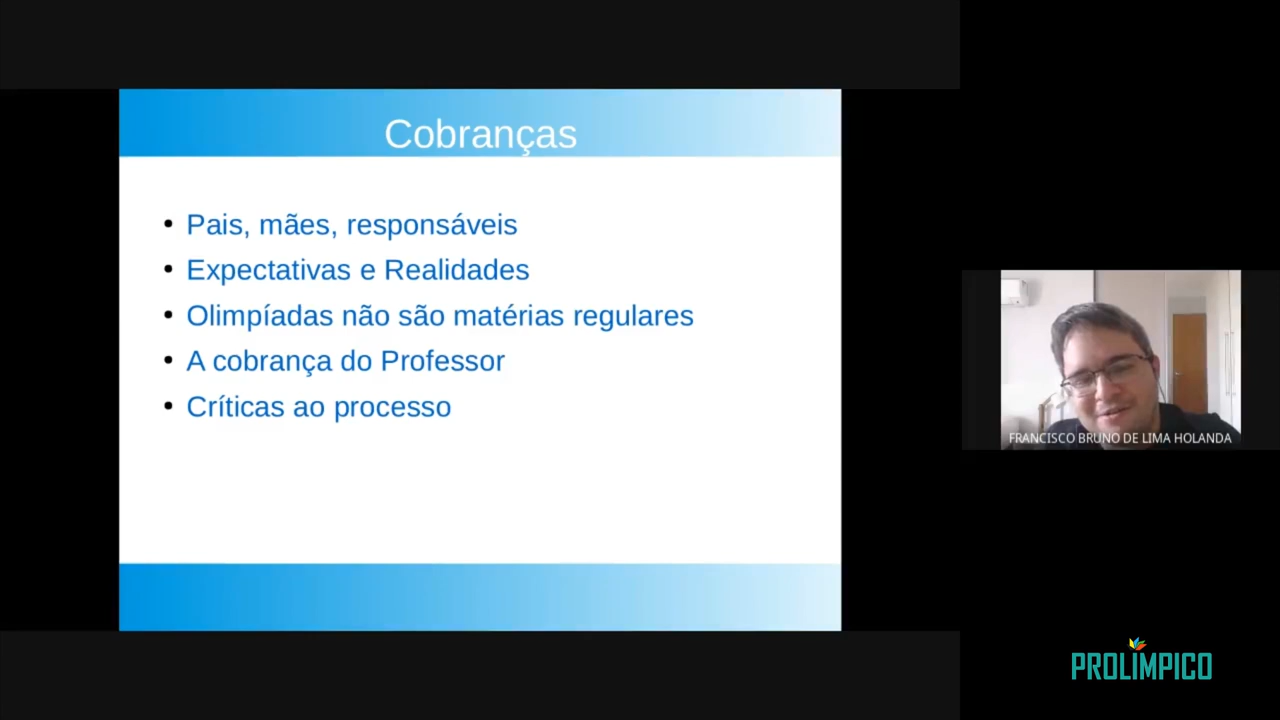 Cobranças
Pais, mães, responsáveis
Expectativas e Realidades
Olimpíadas não são matérias regulares
A cobrança do Professor
Críticas ao processo
FRANCISCO BRUNO DE LIMA HOLANDA
PROLÍMPICO